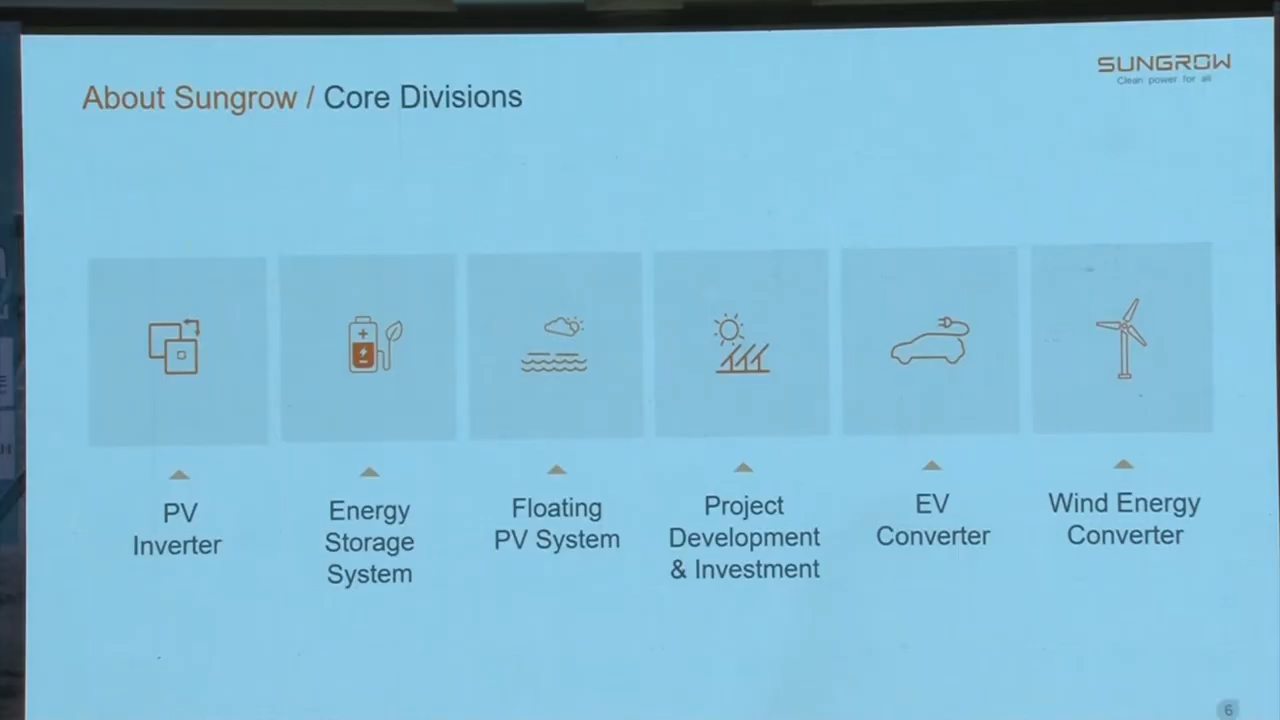 SUNGROW
Clean power for all
About Sungrow / Core Divisions
PV
Inverter
Energy
Storage
System
Floating
PV System
Project
Development
& Investment
EV
Converter
Wind Energy
Converter
6